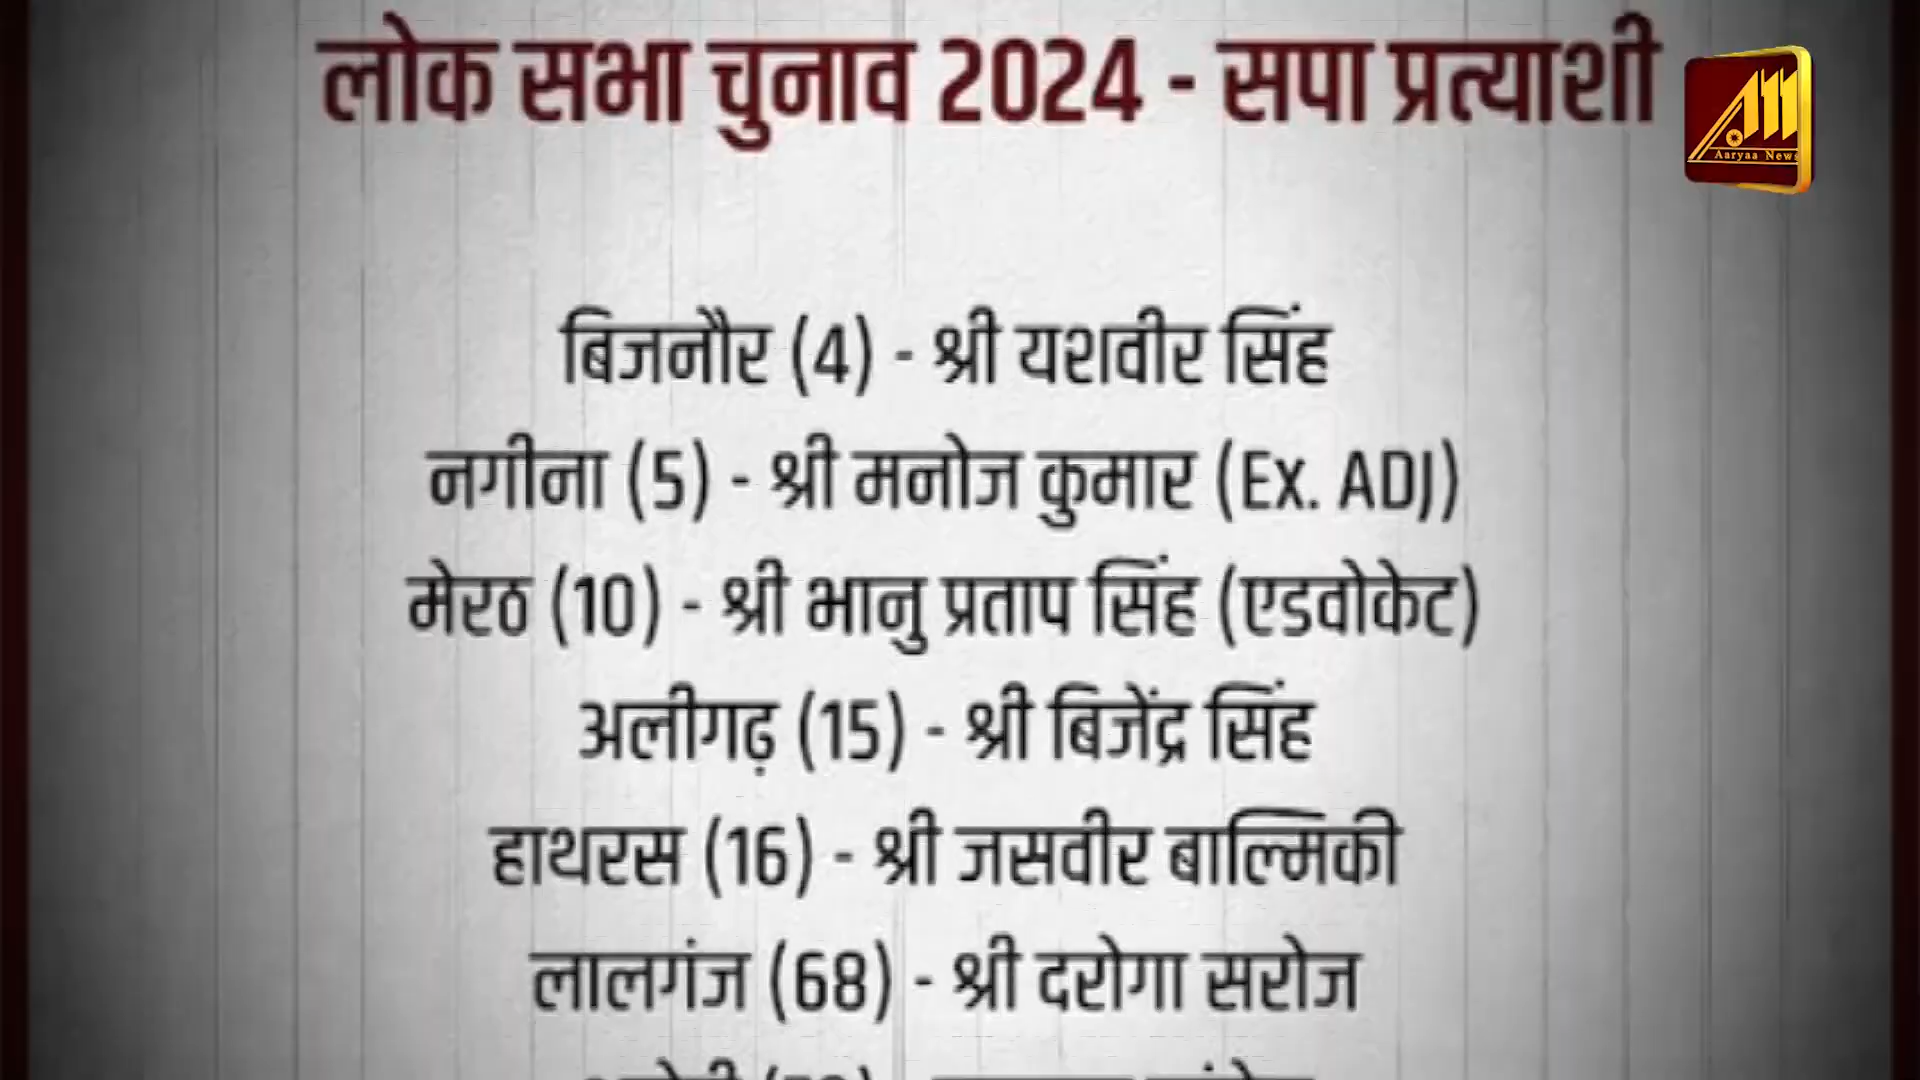 लोक सभा चुनाव 2024 - सपा प्रत्याशी
Aaryaa News
बिजनौर (4) - श्री यशवीर सिंह
नगीना (5) - श्री मनोज कुमार (Ex. ADJ)
मेरठ (10) - श्री भानु प्रताप सिंह (एडवोकेट)
अलीगढ़ (15) - श्री बिजेंद्र सिंह
हाथरस (16) - श्री जसवीर बाल्मिकी
लालगंज (68) - श्री दरोगा सरोज